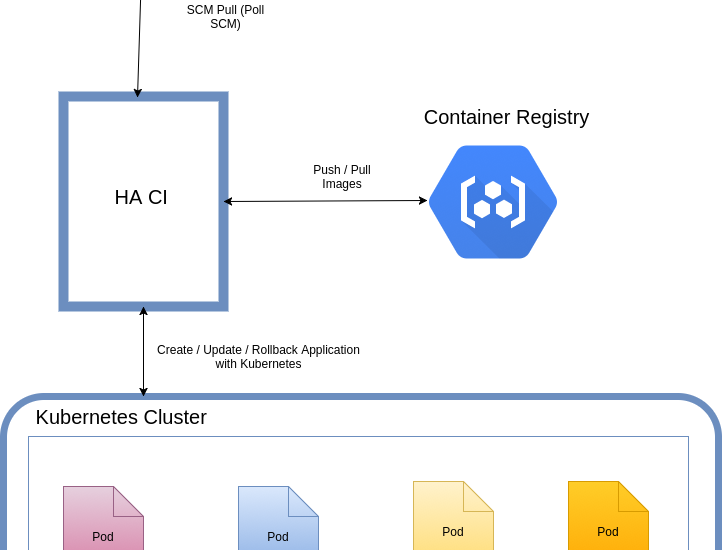 SCM Pull (Poll
SCM)
Container Registry
Push / Pull
Images
HA CI
Create / Update / Rollback Application
with Kubernetes
Kubernetes Cluster
Pod
Pod
Pod
Pod